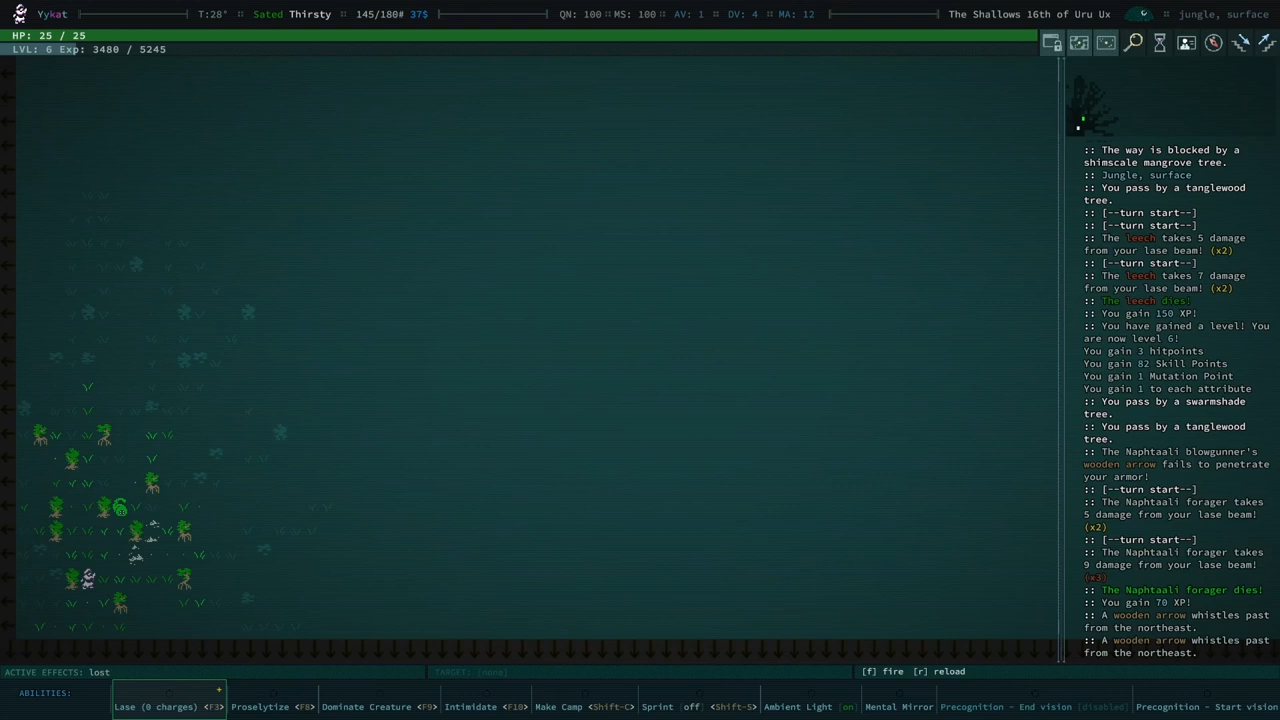 Yykat T:28° :: Sated Thirsty :: 145/180# 37$ QN: 100 :: MS: 100 :: AV: 1 :: DV: 4 :: MA: 12 The Shallows 16th of Uru Ux :: jungle, surface
HP: 25 / 25
LVL: 6 Exp: 3480 / 5245
:: The way is blocked by a
shimscale mangrove tree.
:: Jungle, surface
:: You pass by a tanglewood
tree.
:: [--turn start--]
:: [--turn start--]
:: The leech takes 5 damage
from your lase beam! (x2)
:: [--turn start--]
:: The leech takes 7 damage
from your lase beam! (x2)
:: The leech dies!
:: You gain 150 XP!
:: You have gained a level! You
are now level 6!
You gain 3 hitpoints
You gain 82 Skill Points
You gain 1 Mutation Point
You gain 1 to each attribute
:: You pass by a swarmshade
tree.
:: You pass by a tanglewood
tree.
:: The Naphtaali blowgunner's
wooden arrow fails to penetrate
your armor!
:: [--turn start--]
:: The Naphtaali forager takes
5 damage from your lase beam!
(x2)
:: [--turn start--]
:: The Naphtaali forager takes
9 damage from your lase beam!
(x3)
:: The Naphtaali forager dies!
:: You gain 70 XP!
:: A wooden arrow whistles past
from the northeast.
:: A wooden arrow whistles past
from the northeast.
ACTIVE EFFECTS: lost TARGET: [none] [f] fire [r] reload
ABILITIES: Lase (0 charges) <F3> Proselytize <F8> Dominate Creature <F9> Intimidate <F10> Make Camp <Shift-C> Sprint [off] <Shift-S> Ambient Light [on] Mental Mirror Precognition - End vision [disabled] Precognition - Start vision